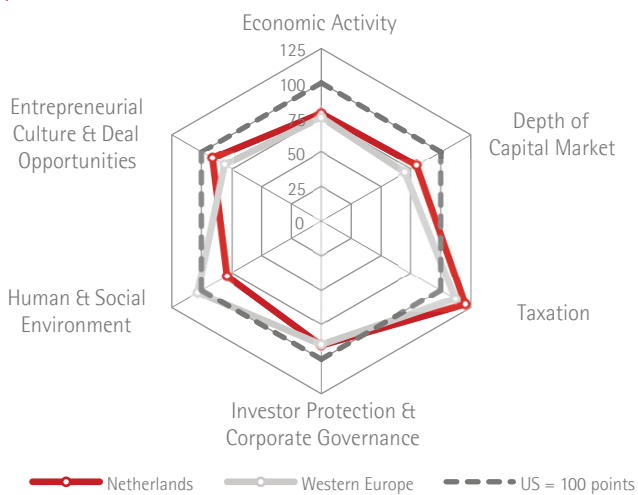 Economic Activity
125
100
75
50
25
0
Depth of
Capital Market
Taxation
Investor Protection &
Corporate Governance
Human & Social
Environment
Entrepreneurial
Culture & Deal
Opportunities
Netherlands
Western Europe
US = 100 points